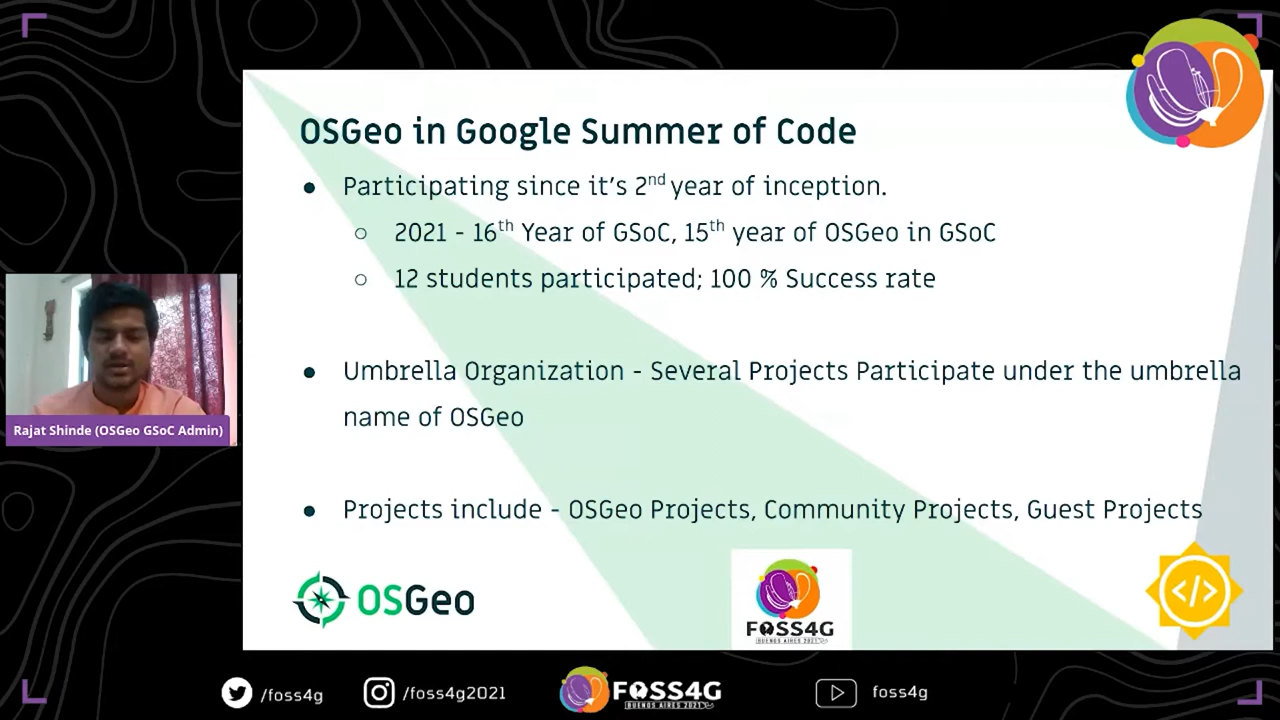 OSGeo in Google Summer of Code
● Participating since it's 2nd year of inception.
○ 2021 - 16th Year of GSoC, 15th year of OSGeo in GSoC
○ 12 students participated; 100 % Success rate
● Umbrella Organization - Several Projects Participate under the umbrella
name of OSGeo
● Projects include - OSGeo Projects, Community Projects, Guest Projects
Rajat Shinde (OSGeo GSoC Admin)
OSGeo
FOSS4G
BUENOS AIRES 2021
</>
/foss4g
/foss4g2021
FOSS4G
BUENOS AIRES 2021
foss4g